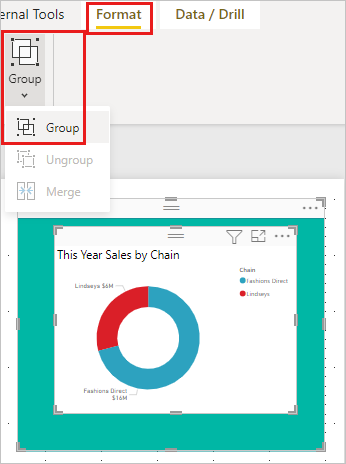 ernal Tools Format Data / Drill
Group
Group
Ungroup
Merge
This Year Sales by Chain
Lindseys $6M
Chain
Fashions Direct
Lindseys
Fashions Direct
$16M